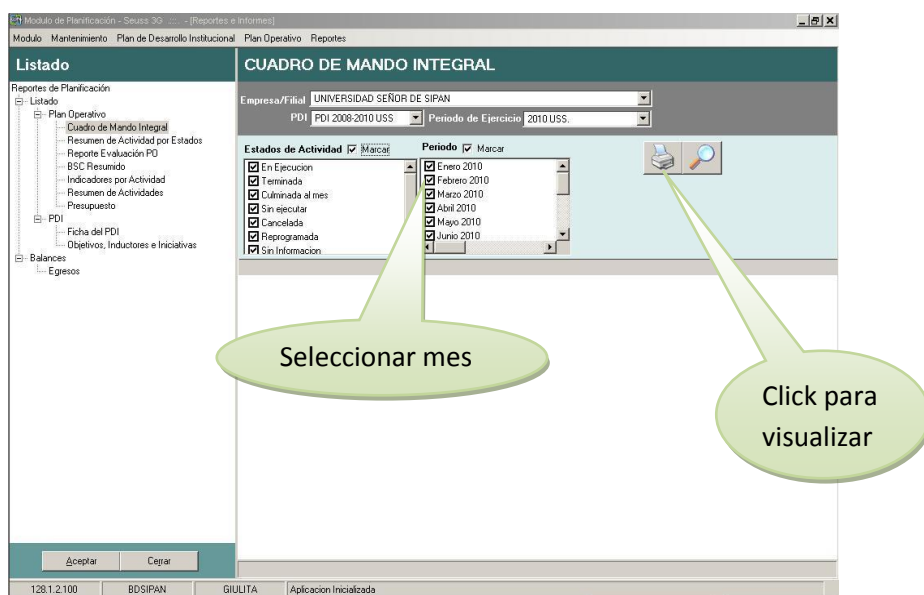 Modulo de Planificación - Seuss 3G .::. . - [Reportes e Informes]
Modulo Mantenimiento Plan de Desarrollo Institucional Plan Operativo Reportes
Listado
CUADRO DE MANDO INTEGRAL
Reportes de Planificación
Listado
Plan Operativo
Cuadro de Mando Integral
Resumen de Actividad por Estados
Reporte Evaluación PO
BSC Resumido
Indicadores por Actividad
Resumen de Actividades
Presupuesto
PDI
Ficha del PDI
Objetivos, Inductores e Iniciativas
Balances
Egresos
Empresa/Filial UNIVERSIDAD SEÑOR DE SIPAN
PDI PDI 2008-2010 USS Periodo de Ejercicio 2010 USS.
Estados de Actividad Marcar
En Ejecucion
Terminada
Culminada al mes
Sin ejecutar
Cancelada
Reprogramada
Sin Informacion
Periodo Marcar
Enero 2010
Febrero 2010
Marzo 2010
Abril 2010
Mayo 2010
Junio 2010
Seleccionar mes
Click para
visualizar
Aceptar Cerrar
128.1.2.100 BDSIPAN GIULITA Aplicacion Inicializada